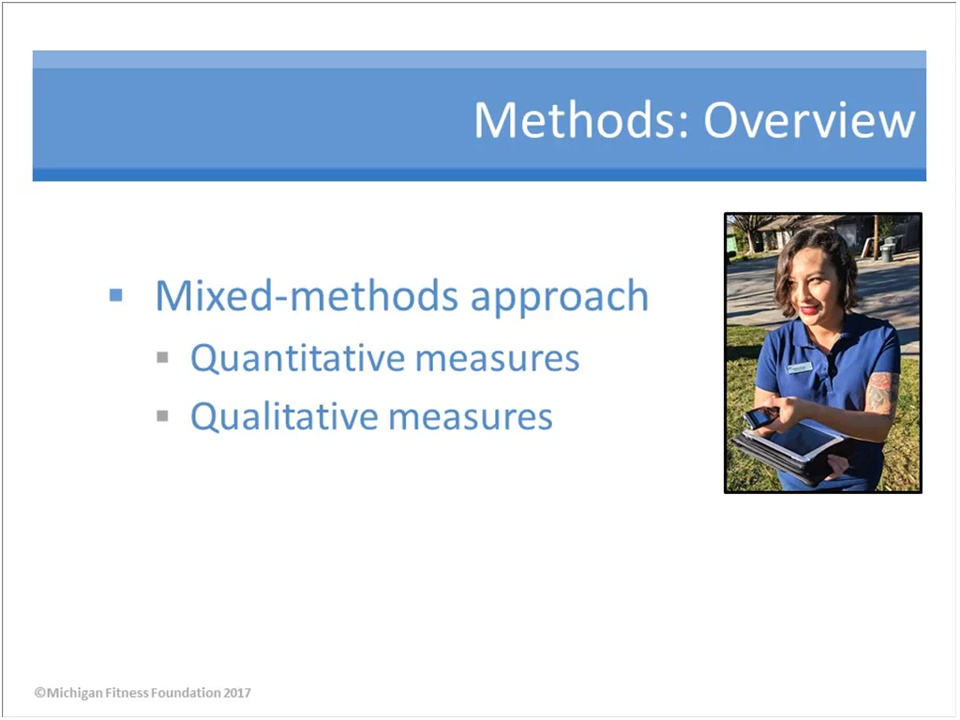 Methods: Overview
Mixed-methods approach
Quantitative measures
Qualitative measures
©Michigan Fitness Foundation 2017